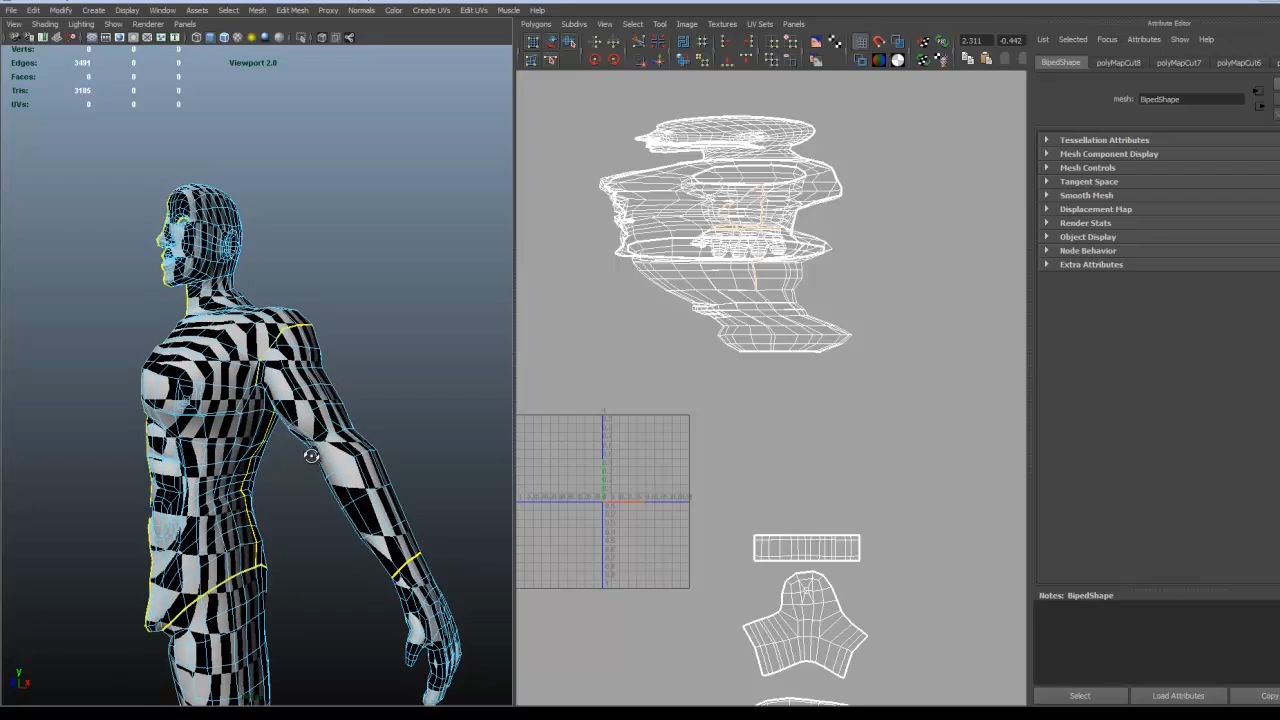 File Edit Modify Create Display Window Assets Select Mesh Edit Mesh Proxy Normals Color Create UVs Edit UVs Muscle Help
View Shading Lighting Show Renderer Panels
Polygons Subdivs View Select Tool Image Textures UV Sets Panels
Attribute Editor
List Selected Focus Attributes Show Help
2.311 -0.442
Verts: 0 0 0
Edges: 3491 0 0
Faces: 0 0 0
Tris: 3105 0 0
UVs: 0 0 0
Viewport 2.0
BipedShape polyMapCut8 polyMapCut7 polyMapCut6
mesh: BipedShape
Tessellation Attributes
Mesh Component Display
Mesh Controls
Tangent Space
Smooth Mesh
Displacement Map
Render Stats
Object Display
Node Behavior
Extra Attributes
Notes: BipedShape
Select Load Attributes Copy
y
x